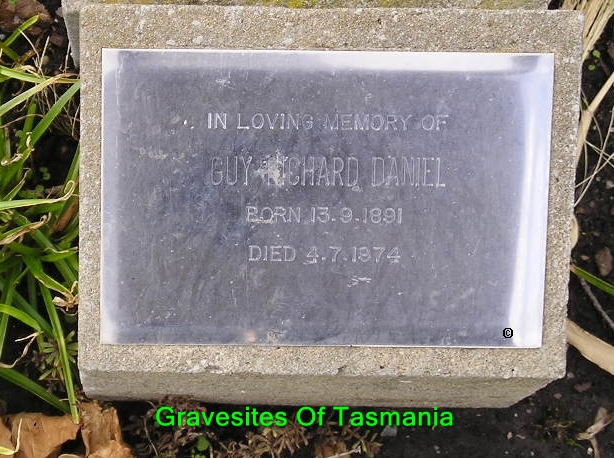 IN LOVING MEMORY OF
GUY RICHARD DANIEL
BORN 13.9.1891
DIED 4.7.1974
©
Gravesites Of Tasmania